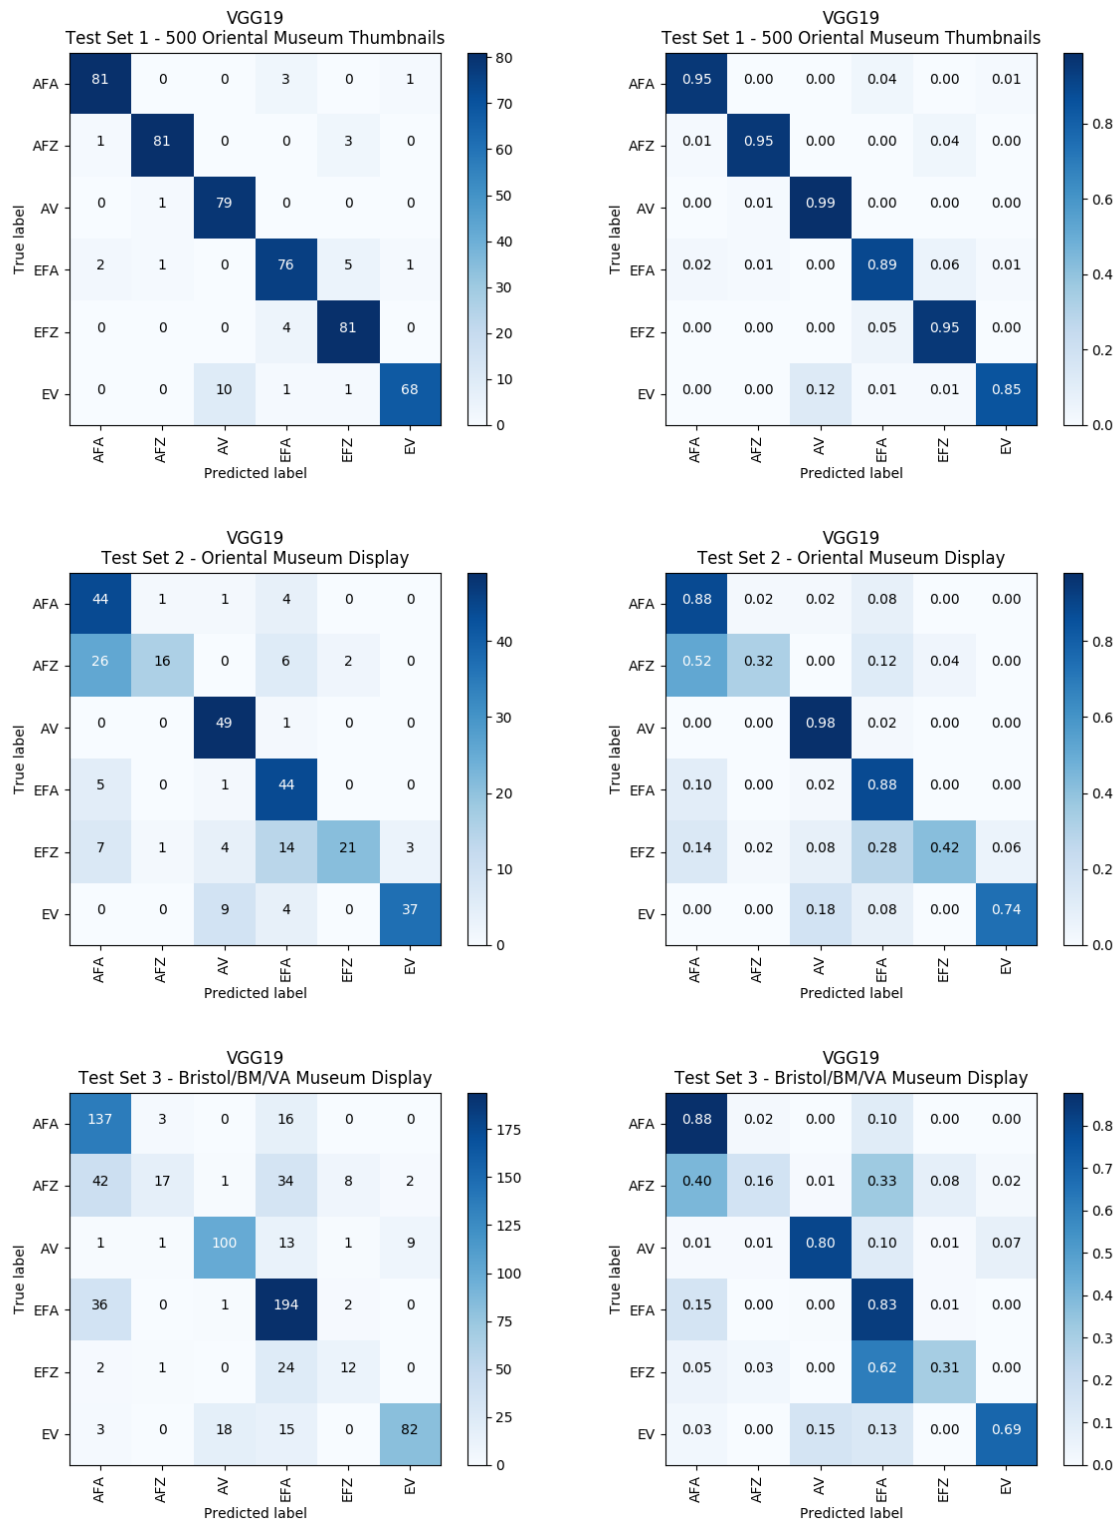 VGG19
Test Set 1 - 500 Oriental Museum Thumbnails
True label
AFA 81 0 0 3 0 1
AFZ 1 81 0 0 3 0
AV 0 1 79 0 0 0
EFA 2 1 0 76 5 1
EFZ 0 0 0 4 81 0
EV 0 0 10 1 1 68
AFA AFZ AV EFA EFZ EV
Predicted label
80
70
60
50
40
30
20
10
0
VGG19
Test Set 1 - 500 Oriental Museum Thumbnails
True label
AFA 0.95 0.00 0.00 0.04 0.00 0.01
AFZ 0.01 0.95 0.00 0.00 0.04 0.00
AV 0.00 0.01 0.99 0.00 0.00 0.00
EFA 0.02 0.01 0.00 0.89 0.06 0.01
EFZ 0.00 0.00 0.00 0.05 0.95 0.00
EV 0.00 0.00 0.12 0.01 0.01 0.85
AFA AFZ AV EFA EFZ EV
Predicted label
0.8
0.6
0.4
0.2
0.0
VGG19
Test Set 2 - Oriental Museum Display
True label
AFA 44 1 1 4 0 0
AFZ 26 16 0 6 2 0
AV 0 0 49 1 0 0
EFA 5 0 1 44 0 0
EFZ 7 1 4 14 21 3
EV 0 0 9 4 0 37
AFA AFZ AV EFA EFZ EV
Predicted label
40
30
20
10
0
VGG19
Test Set 2 - Oriental Museum Display
True label
AFA 0.88 0.02 0.02 0.08 0.00 0.00
AFZ 0.52 0.32 0.00 0.12 0.04 0.00
AV 0.00 0.00 0.98 0.02 0.00 0.00
EFA 0.10 0.00 0.02 0.88 0.00 0.00
EFZ 0.14 0.02 0.08 0.28 0.42 0.06
EV 0.00 0.00 0.18 0.08 0.00 0.74
AFA AFZ AV EFA EFZ EV
Predicted label
0.8
0.6
0.4
0.2
0.0
VGG19
Test Set 3 - Bristol/BM/VA Museum Display
True label
AFA 137 3 0 16 0 0
AFZ 42 17 1 34 8 2
AV 1 1 100 13 1 9
EFA 36 0 1 194 2 0
EFZ 2 1 0 24 12 0
EV 3 0 18 15 0 82
AFA AFZ AV EFA EFZ EV
Predicted label
175
150
125
100
75
50
25
0
VGG19
Test Set 3 - Bristol/BM/VA Museum Display
True label
AFA 0.88 0.02 0.00 0.10 0.00 0.00
AFZ 0.40 0.16 0.01 0.33 0.08 0.02
AV 0.01 0.01 0.80 0.10 0.01 0.07
EFA 0.15 0.00 0.00 0.83 0.01 0.00
EFZ 0.05 0.03 0.00 0.62 0.31 0.00
EV 0.03 0.00 0.15 0.13 0.00 0.69
AFA AFZ AV EFA EFZ EV
Predicted label
0.8
0.7
0.6
0.5
0.4
0.3
0.2
0.1
0.0